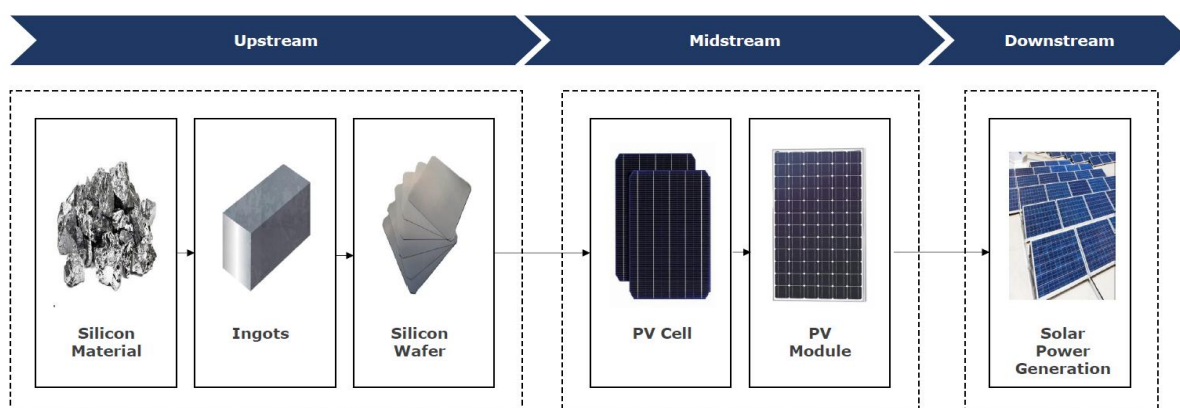 Upstream
Midstream
Downstream
Silicon
Material
Ingots
Silicon
Wafer
PV Cell
PV
Module
Solar
Power
Generation